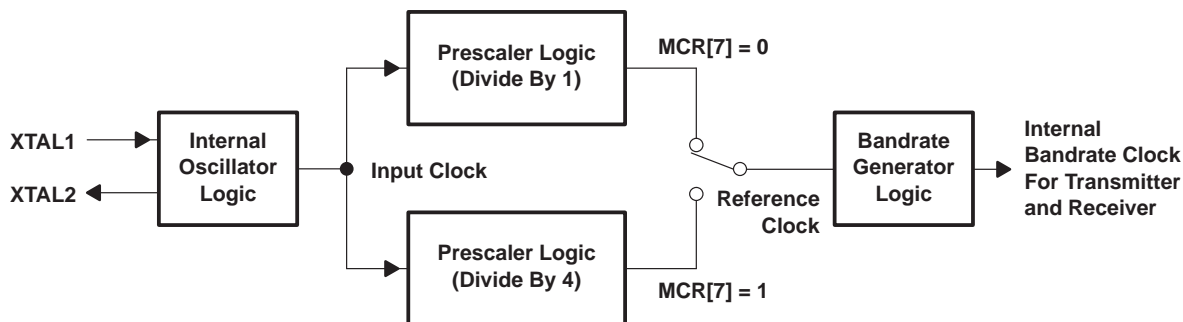 XTAL1
XTAL2
Internal
Oscillator
Logic
Input Clock
Prescaler Logic
(Divide By 1)
MCR[7] = 0
Prescaler Logic
(Divide By 4)
MCR[7] = 1
Reference
Clock
Bandrate
Generator
Logic
Internal
Bandrate Clock
For Transmitter
and Receiver